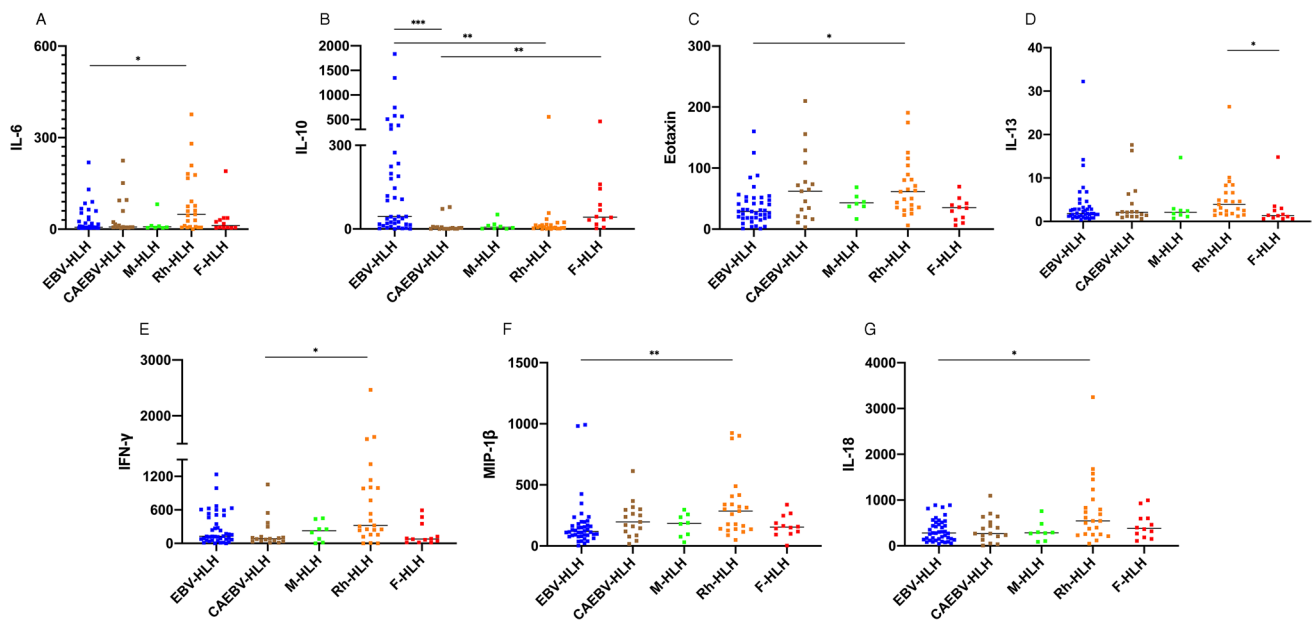 A
IL-6
600
300
0
*
EBV-HLH
CAEBV-HLH
M-HLH
Rh-HLH
F-HLH
B
IL-10
2000
1500
1000
500
300
0
***
**
**
EBV-HLH
CAEBV-HLH
M-HLH
Rh-HLH
F-HLH
C
Eotaxin
300
200
100
0
*
EBV-HLH
CAEBV-HLH
M-HLH
Rh-HLH
F-HLH
D
IL-13
40
30
20
10
0
*
EBV-HLH
CAEBV-HLH
M-HLH
Rh-HLH
F-HLH
E
IFN-γ
3000
2000
1200
600
0
*
EBV-HLH
CAEBV-HLH
M-HLH
Rh-HLH
F-HLH
F
MIP-1β
1500
1000
500
0
**
EBV-HLH
CAEBV-HLH
M-HLH
Rh-HLH
F-HLH
G
IL-18
4000
3000
2000
1000
0
*
EBV-HLH
CAEBV-HLH
M-HLH
Rh-HLH
F-HLH